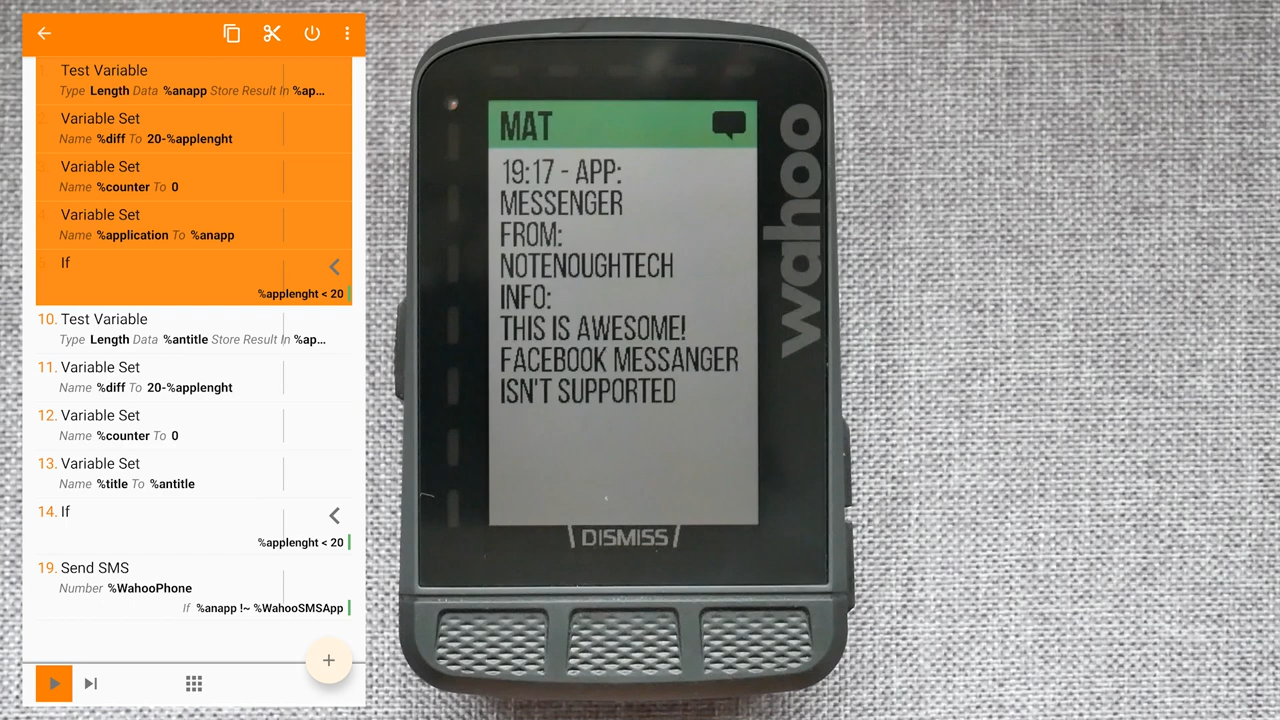 Test Variable
Type Length Data %anapp Store Result In %ap...
Variable Set
Name %diff To 20-%applenght
Variable Set
Name %counter To 0
Variable Set
Name %application To %anapp
If
%applenght < 20
10. Test Variable
Type Length Data %antitle Store Result In %ap...
11. Variable Set
Name %diff To 20-%applenght
12. Variable Set
Name %counter To 0
13. Variable Set
Name %title To %antitle
14. If
%applenght < 20
19. Send SMS
Number %WahooPhone
If %anapp !~ %WahooSMSApp
MAT
19:17 - APP:
MESSENGER
FROM:
NOTENOUGHTECH
INFO:
THIS IS AWESOME!
FACEBOOK MESSANGER
ISN'T SUPPORTED
DISMISS
wahoo